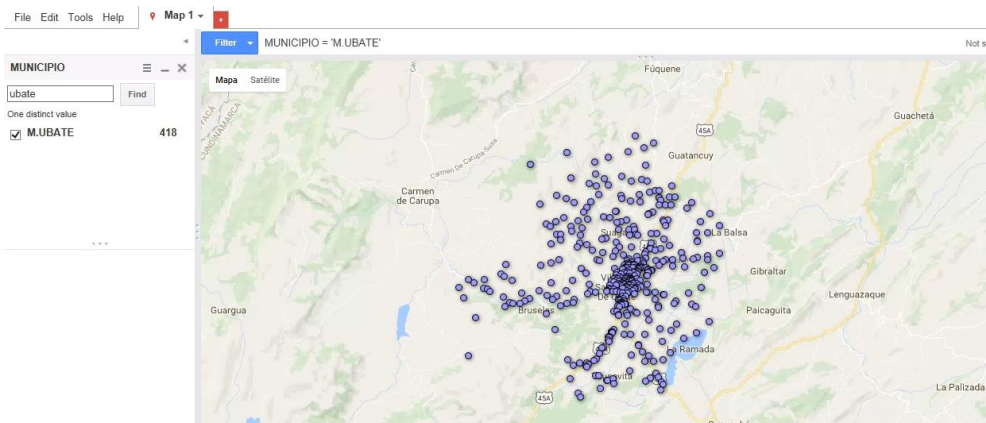 File Edit Tools Help
Map 1
+
Filter
MUNICIPIO = 'M.UBATE'
Not s
MUNICIPIO
ubate
Find
One distinct value
M.UBATE 418
Mapa Satélite
Fúquene
Guachetá
45A
Guatancuy
Carmen De Carupa Susa
Carmen
de Carupa
CUNDINAMARCA
La Balsa
Gibraltar
Lenguazaque
Guargua
Bruselas
Paicaguita
La Ramada
45A
La Palizada